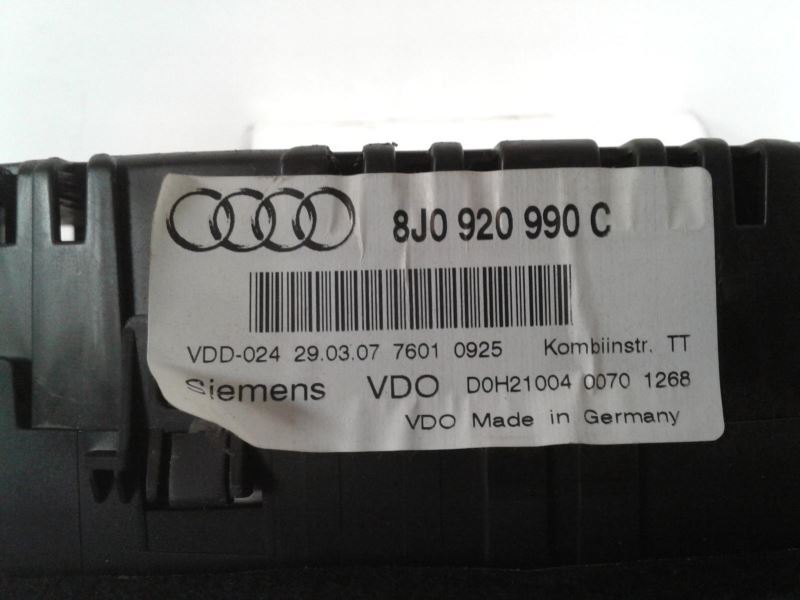 8J0 920 990 C
VDD-024 29.03.07 7601 0925 Kombiinstr. TT
Siemens VDO D0H21004 0070 1268
VDO Made in Germany